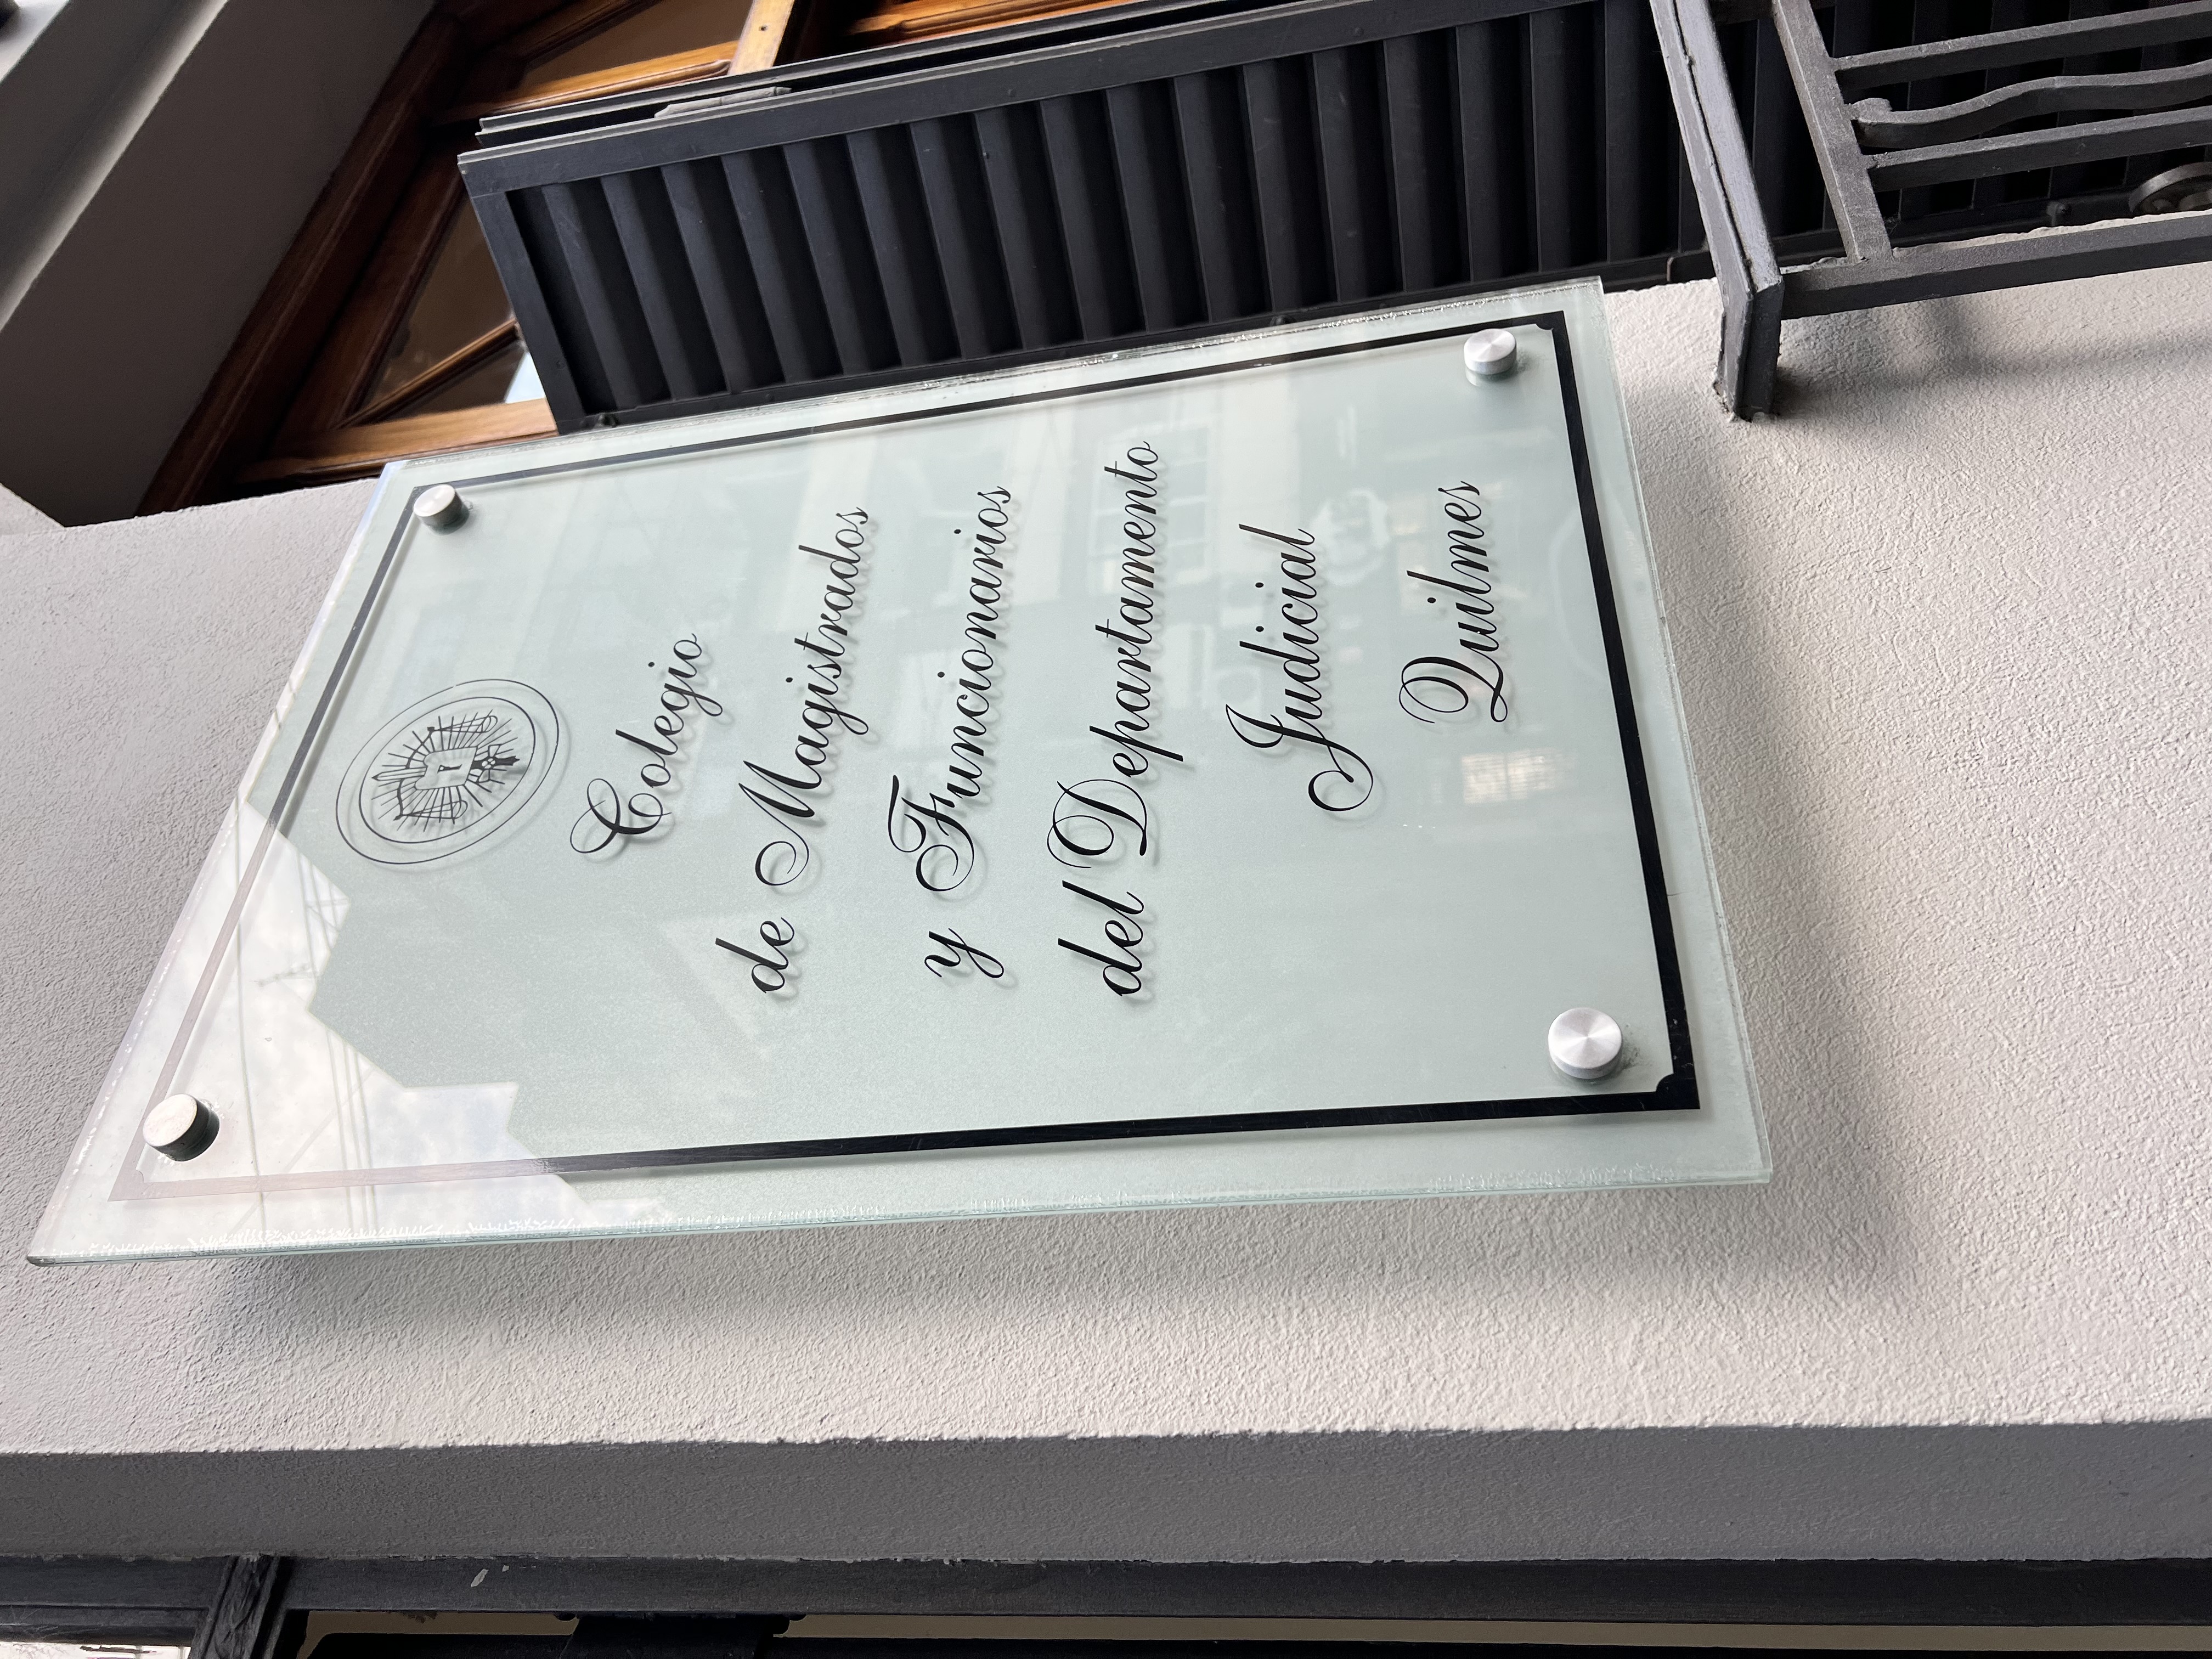 Colegio
de Magistrados
y Funcionarios
del Departamento
Judicial
Quilmes